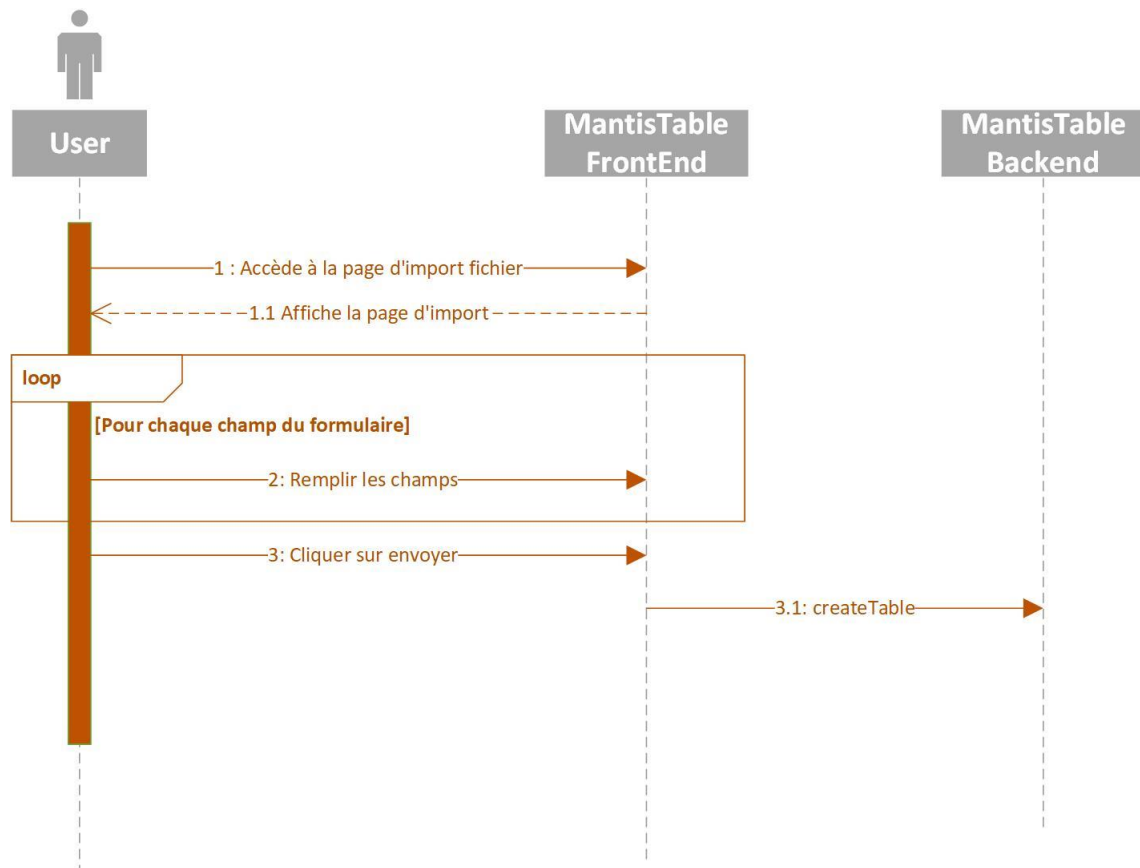 User
MantisTable
FrontEnd
MantisTable
Backend
1 : Accède à la page d'import fichier
1.1 Affiche la page d'import
loop
[Pour chaque champ du formulaire]
2: Remplir les champs
3: Cliquer sur envoyer
3.1: createTable